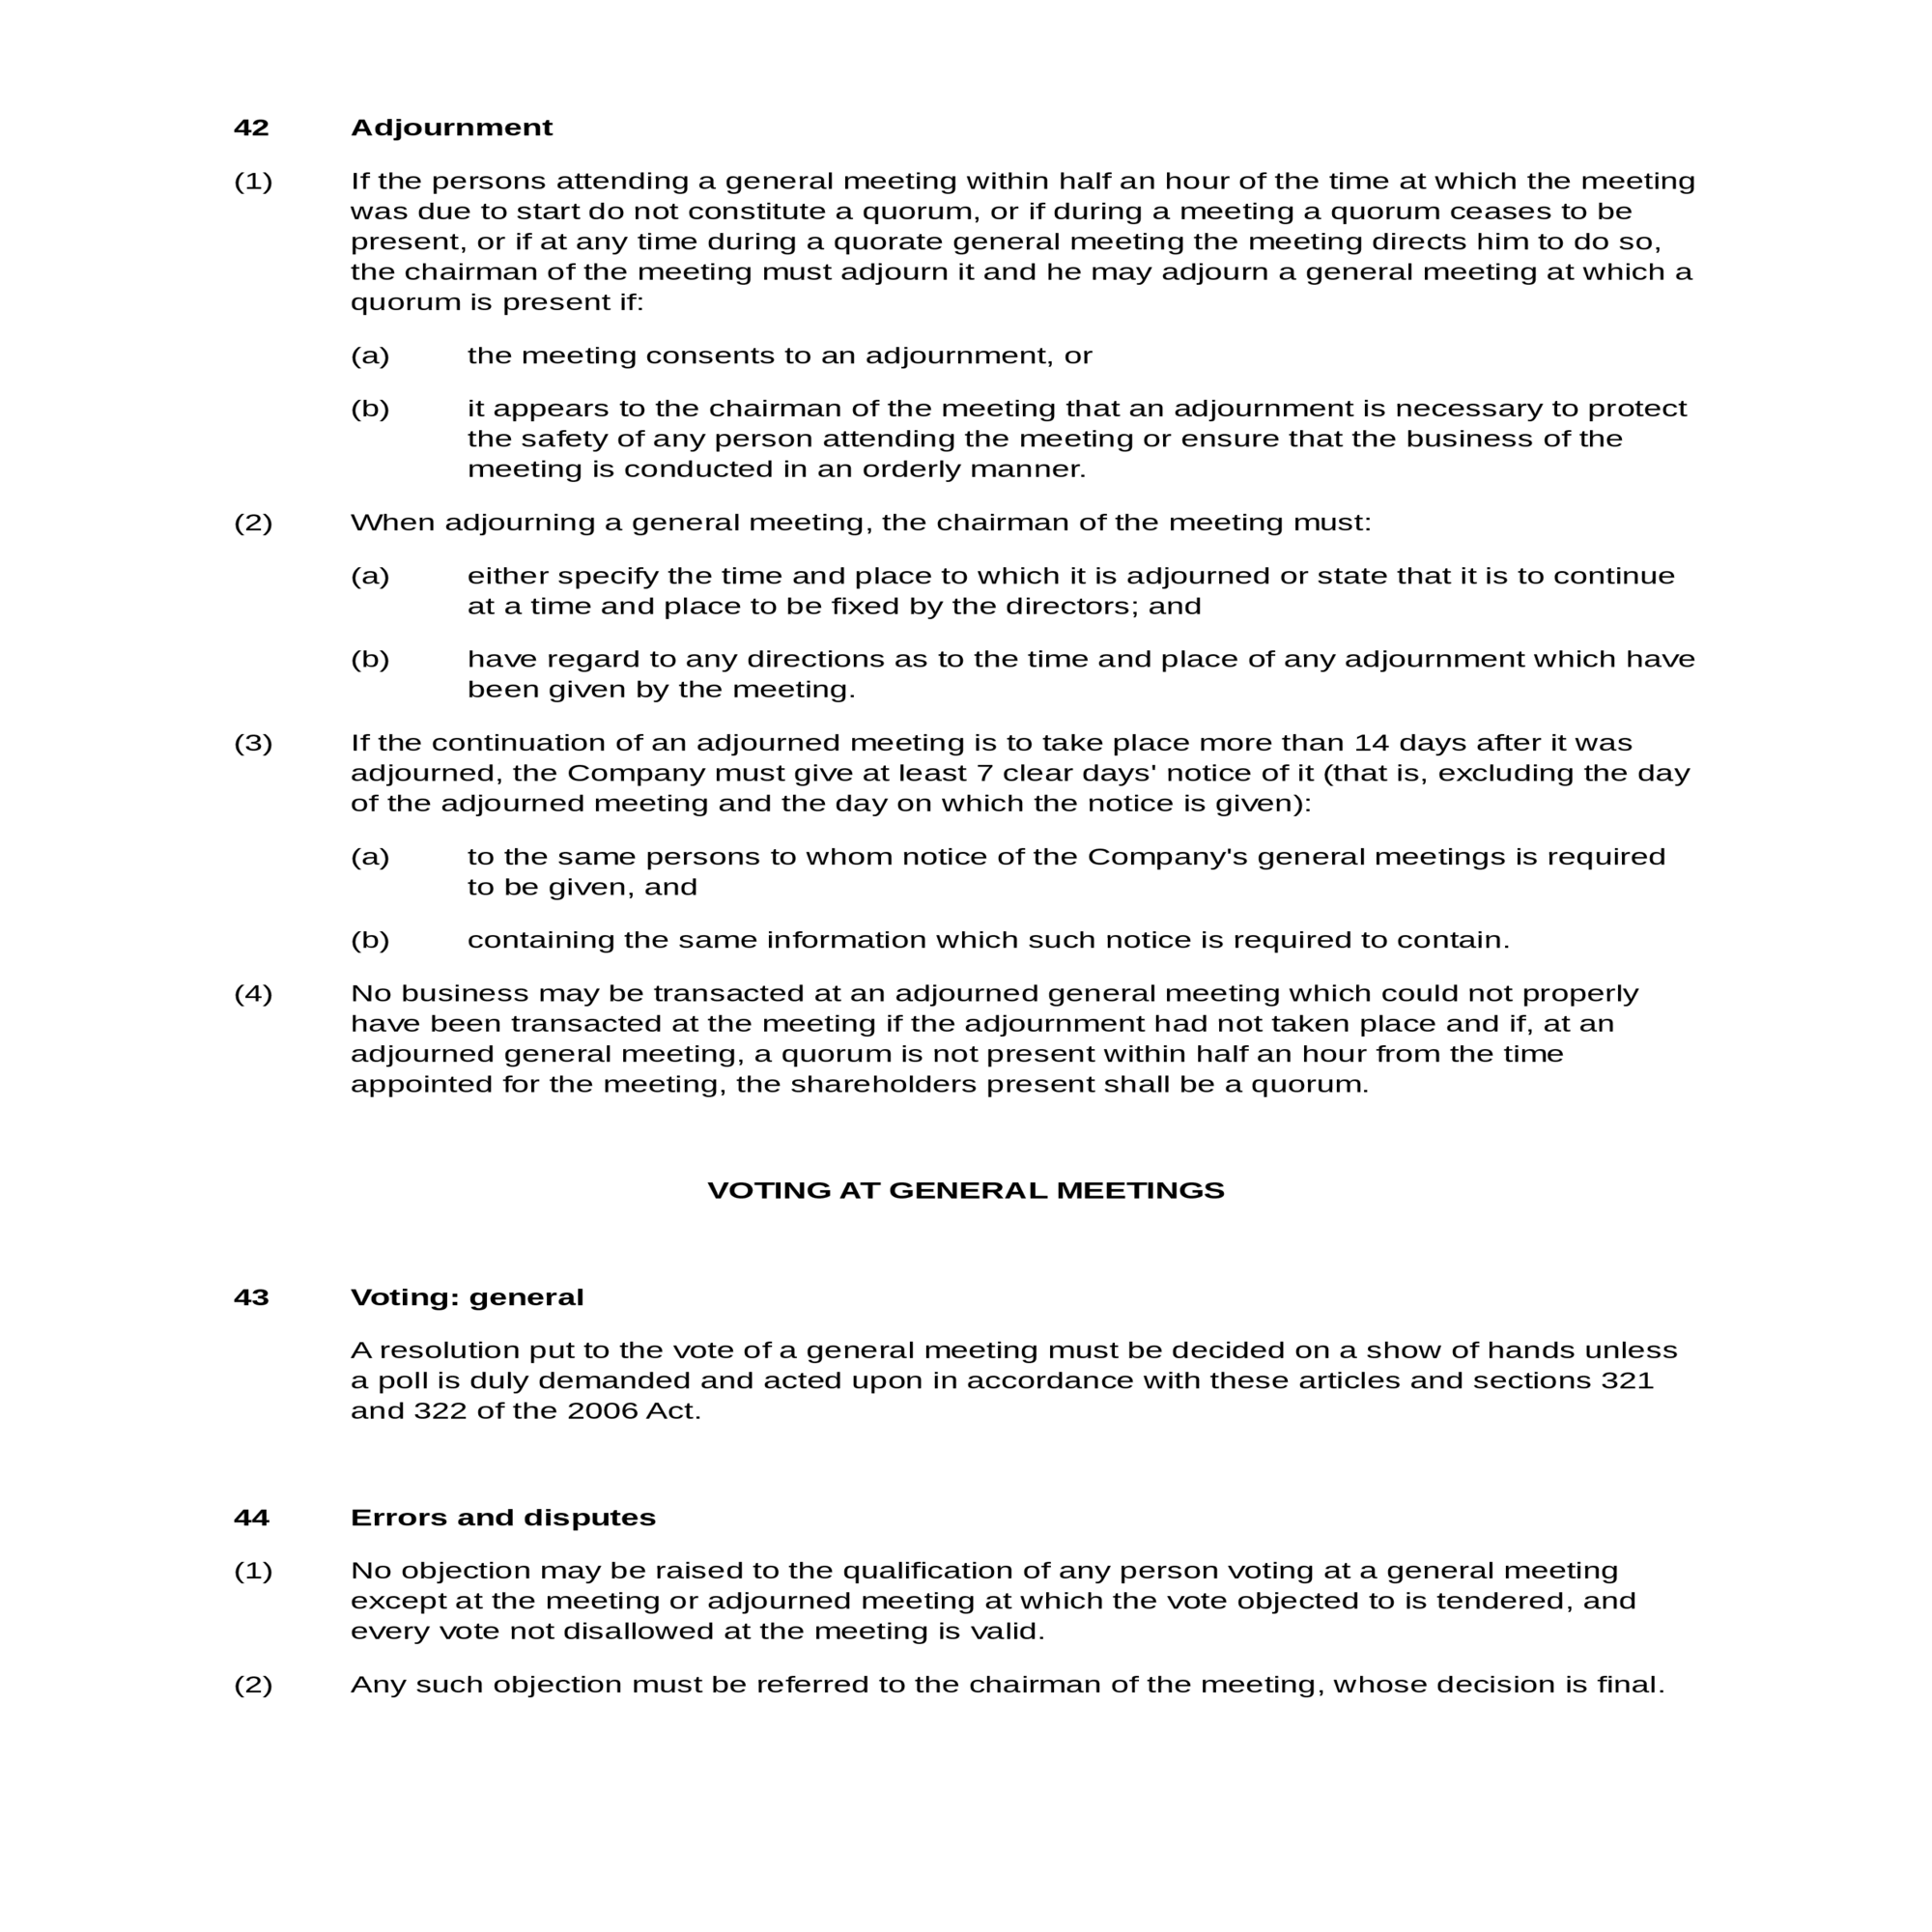 42 Adjournment
(1) If the persons attending a general meeting within half an hour of the time at which the meeting
was due to start do not constitute a quorum, or if during a meeting a quorum ceases to be
present, or if at any time during a quorate general meeting the meeting directs him to do so,
the chairman of the meeting must adjourn it and he may adjourn a general meeting at which a
quorum is present if:
(a) the meeting consents to an adjournment, or
(b) it appears to the chairman of the meeting that an adjournment is necessary to protect
the safety of any person attending the meeting or ensure that the business of the
meeting is conducted in an orderly manner.
(2) When adjourning a general meeting, the chairman of the meeting must:
(a) either specify the time and place to which it is adjourned or state that it is to continue
at a time and place to be fixed by the directors; and
(b) have regard to any directions as to the time and place of any adjournment which have
been given by the meeting.
(3) If the continuation of an adjourned meeting is to take place more than 14 days after it was
adjourned, the Company must give at least 7 clear days' notice of it (that is, excluding the day
of the adjourned meeting and the day on which the notice is given):
(a) to the same persons to whom notice of the Company's general meetings is required
to be given, and
(b) containing the same information which such notice is required to contain.
(4) No business may be transacted at an adjourned general meeting which could not properly
have been transacted at the meeting if the adjournment had not taken place and if, at an
adjourned general meeting, a quorum is not present within half an hour from the time
appointed for the meeting, the shareholders present shall be a quorum.
VOTING AT GENERAL MEETINGS
43 Voting: general
A resolution put to the vote of a general meeting must be decided on a show of hands unless
a poll is duly demanded and acted upon in accordance with these articles and sections 321
and 322 of the 2006 Act.
44 Errors and disputes
(1) No objection may be raised to the qualification of any person voting at a general meeting
except at the meeting or adjourned meeting at which the vote objected to is tendered, and
every vote not disallowed at the meeting is valid.
(2) Any such objection must be referred to the chairman of the meeting, whose decision is final.